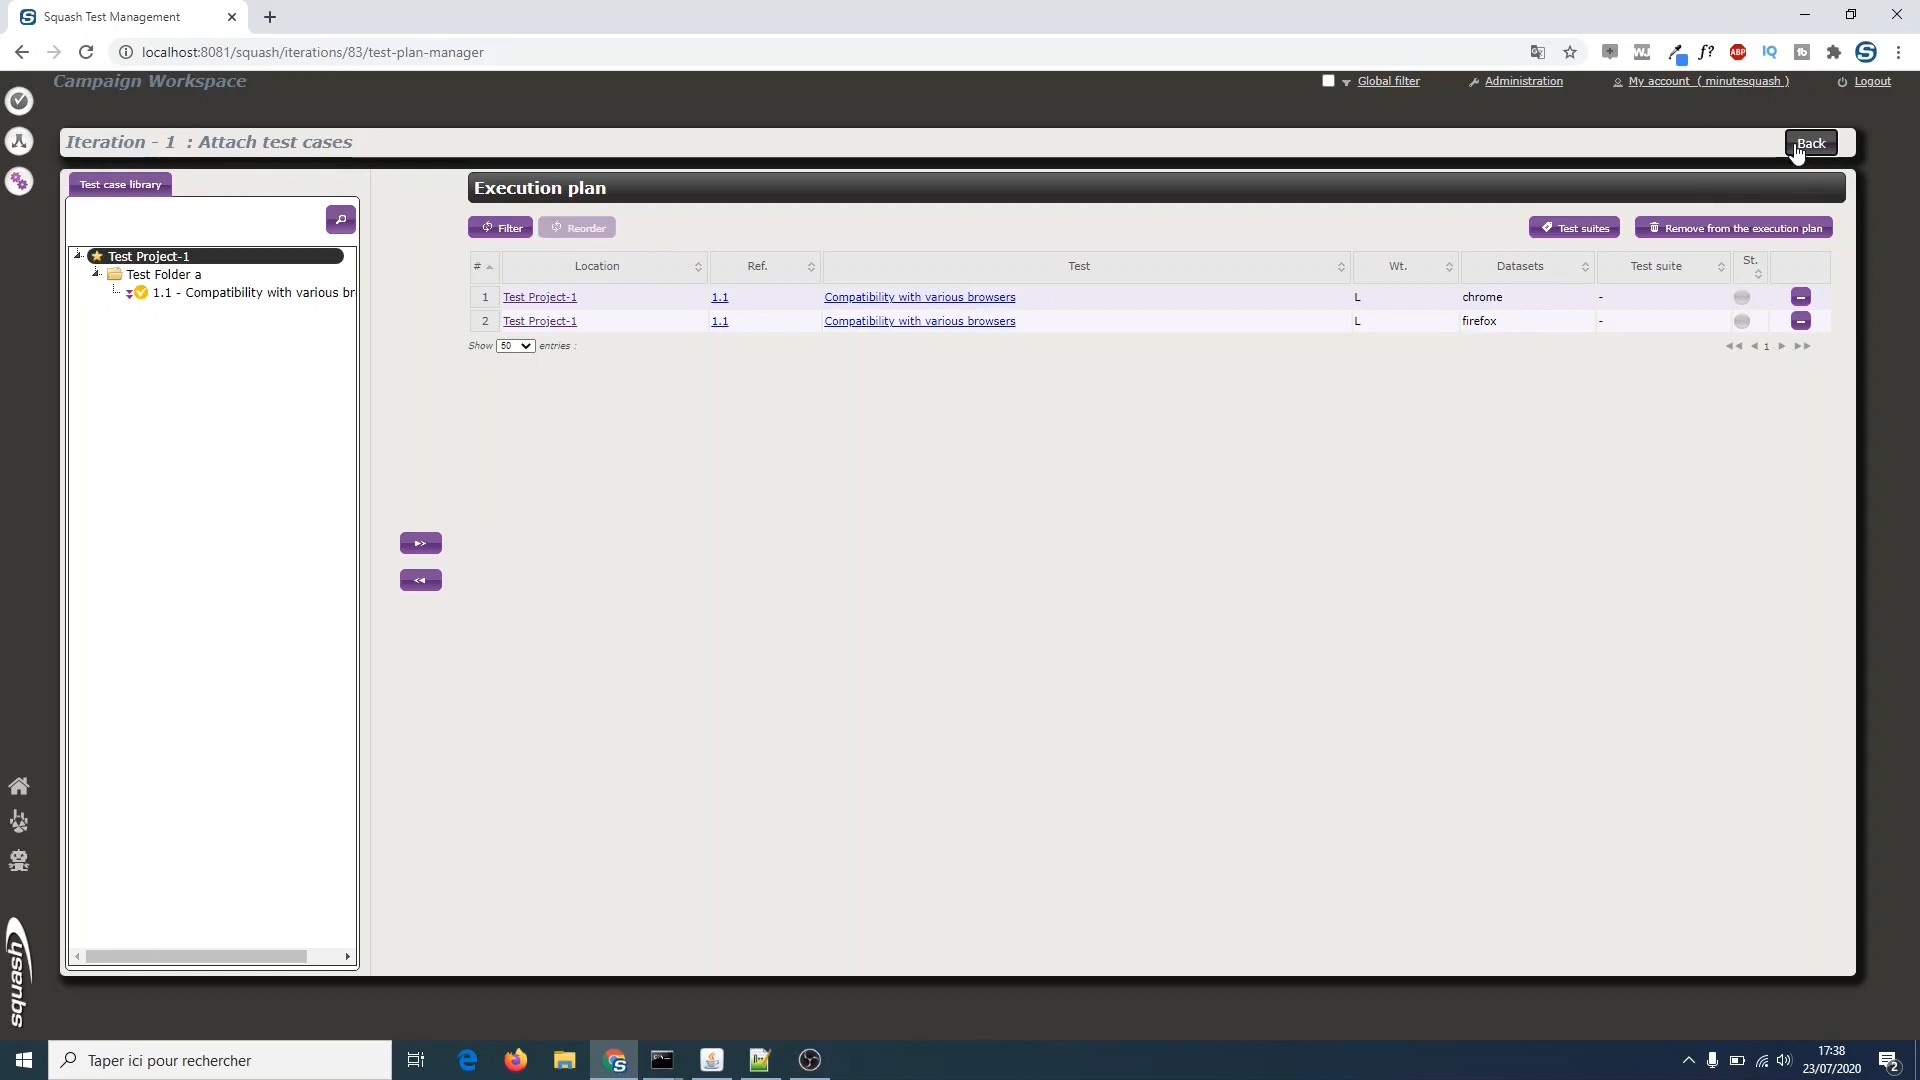 Squash Test Management
localhost:8081/squash/iterations/83/test-plan-manager
Campaign Workspace
Global filter
Administration
My account ( minutesquash )
Logout
Iteration - 1 : Attach test cases
Back
Test case library
Test Project-1
Test Folder a
1.1 - Compatibility with various br
Execution plan
Filter
Reorder
Test suites
Remove from the execution plan
# Location Ref. Test Wt. Datasets Test suite St.
1 Test Project-1 1.1 Compatibility with various browsers L chrome -
2 Test Project-1 1.1 Compatibility with various browsers L firefox -
Show 50 entries :
1
squash
Taper ici pour rechercher
17:38
23/07/2020
2